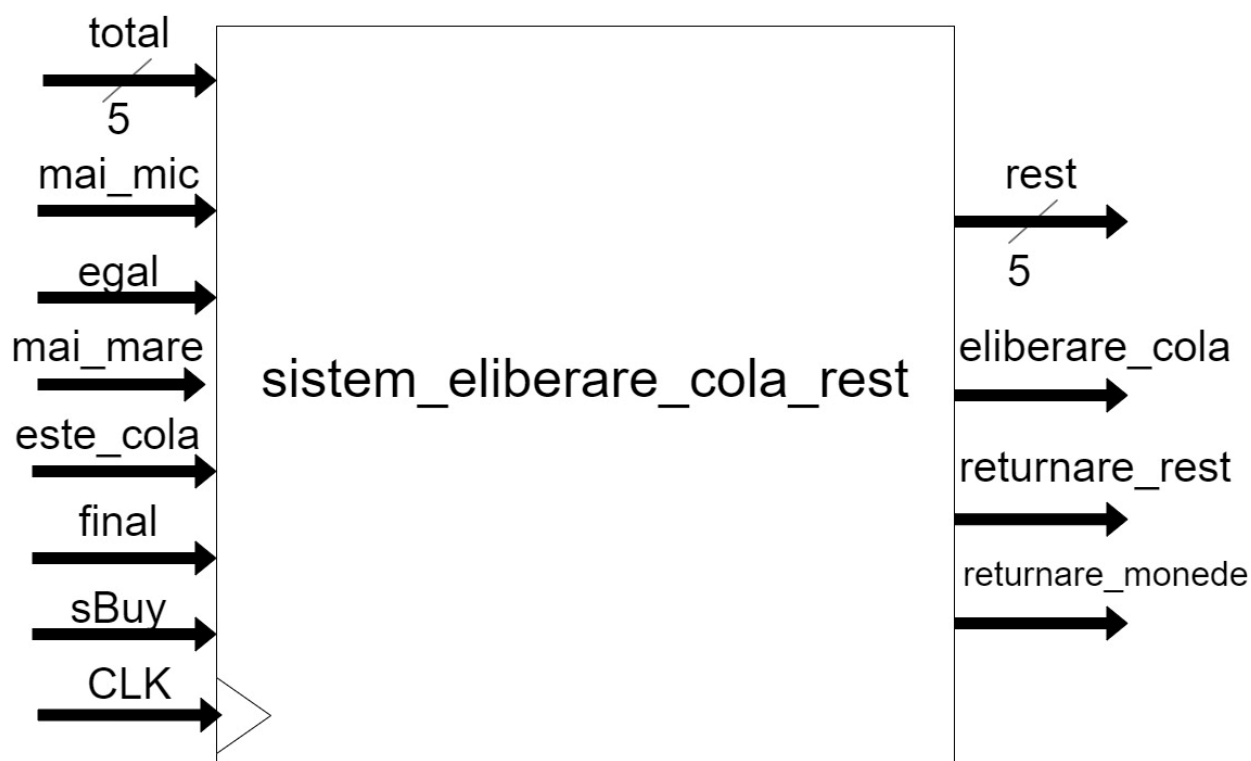 total
5
mai_mic
egal
mai_mare
este_cola
final
sBuy
CLK
sistem_eliberare_cola_rest
rest
5
eliberare_cola
returnare_rest
returnare_monede